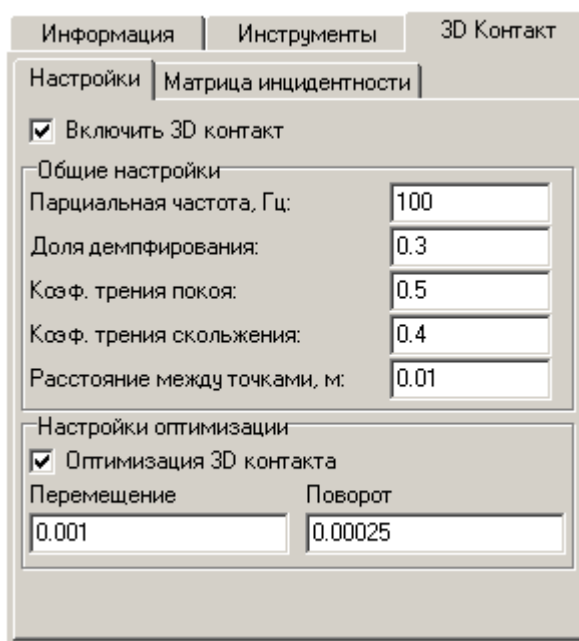 Информация Инструменты 3D Контакт
Настройки Матрица инцидентности
Включить 3D контакт
Общие настройки
Парциальная частота, Гц: 100
Доля демпфирования: 0.3
Коэф. трения покоя: 0.5
Коэф. трения скольжения: 0.4
Расстояние между точками, м: 0.01
Настройки оптимизации
Оптимизация 3D контакта
Перемещение Поворот
0.001 0.00025